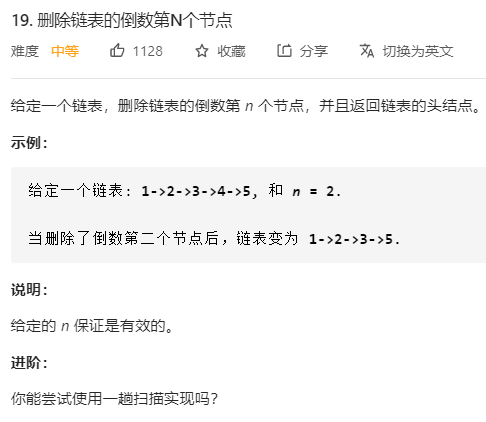 19. 删除链表的倒数第N个节点
难度 中等 1128 收藏 分享 切换为英文
给定一个链表，删除链表的倒数第 n 个节点，并且返回链表的头结点。
示例：
给定一个链表: 1->2->3->4->5, 和 n = 2.
当删除了倒数第二个节点后，链表变为 1->2->3->5.
说明：
给定的 n 保证是有效的。
进阶：
你能尝试使用一趟扫描实现吗？